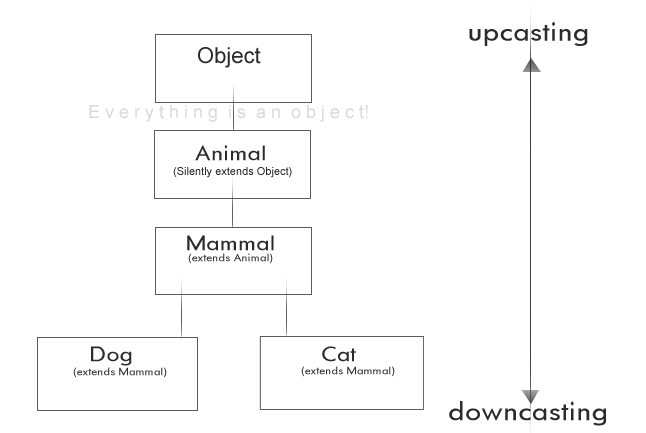 upcasting
Object
Everything is an object!
Animal
(Silently extends Object)
Mammal
(extends Animal)
Dog
(extends Mammal)
Cat
(extends Mammal)
downcasting